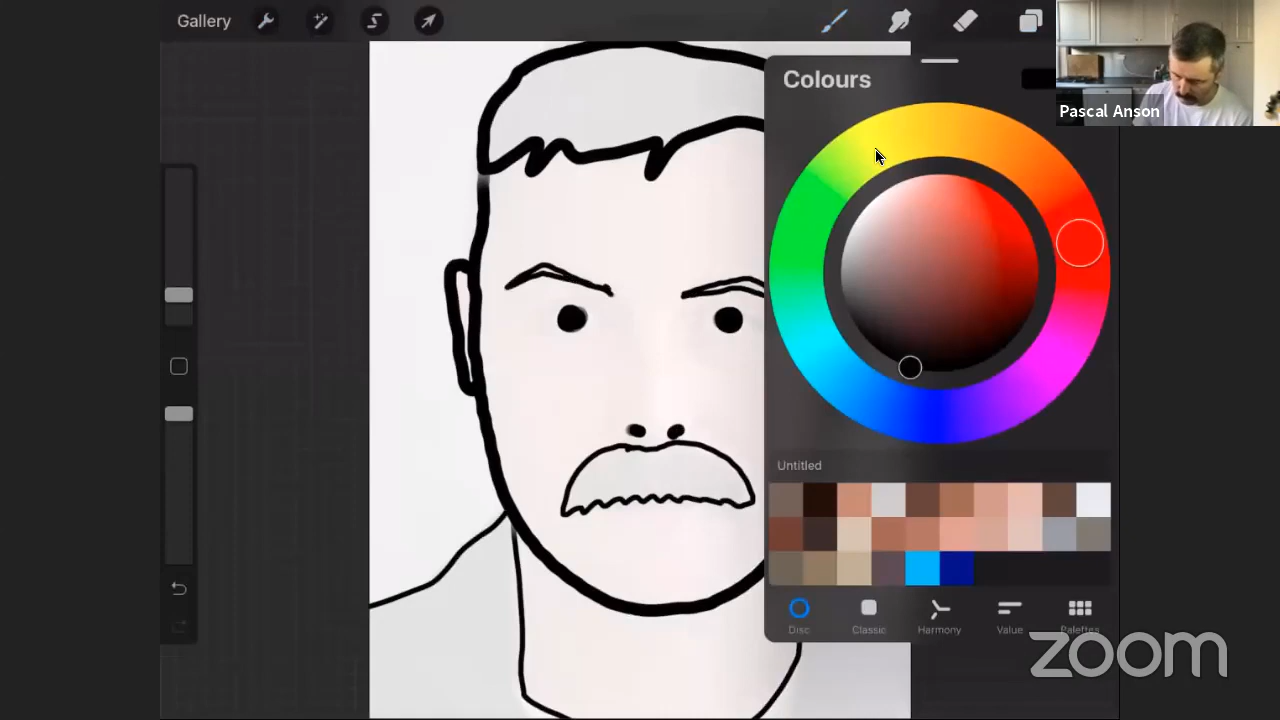 Gallery
Colours
Pascal Anson
Untitled
Disc
Classic
Harmony
Value
Palettes
zoom